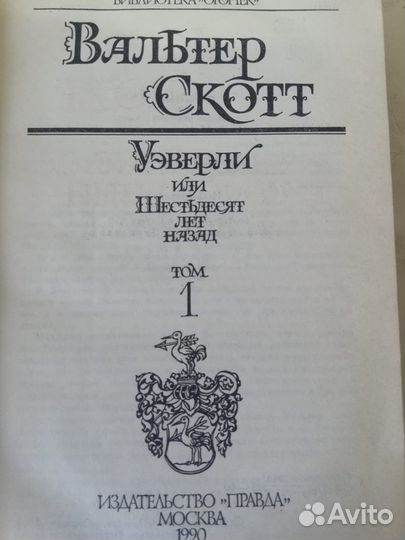 БИБЛИОТЕКА «ОГОНЕК»
ВАЛЬТЕР
СКОТТ
УЭВЕРЛИ
ИЛИ
ШЕСТЬДЕСЯТ
ЛЕТ
НАЗАД
ТОМ
1
ИЗДАТЕЛЬСТВО "ПРАВДА"
МОСКВА
1990
Avito